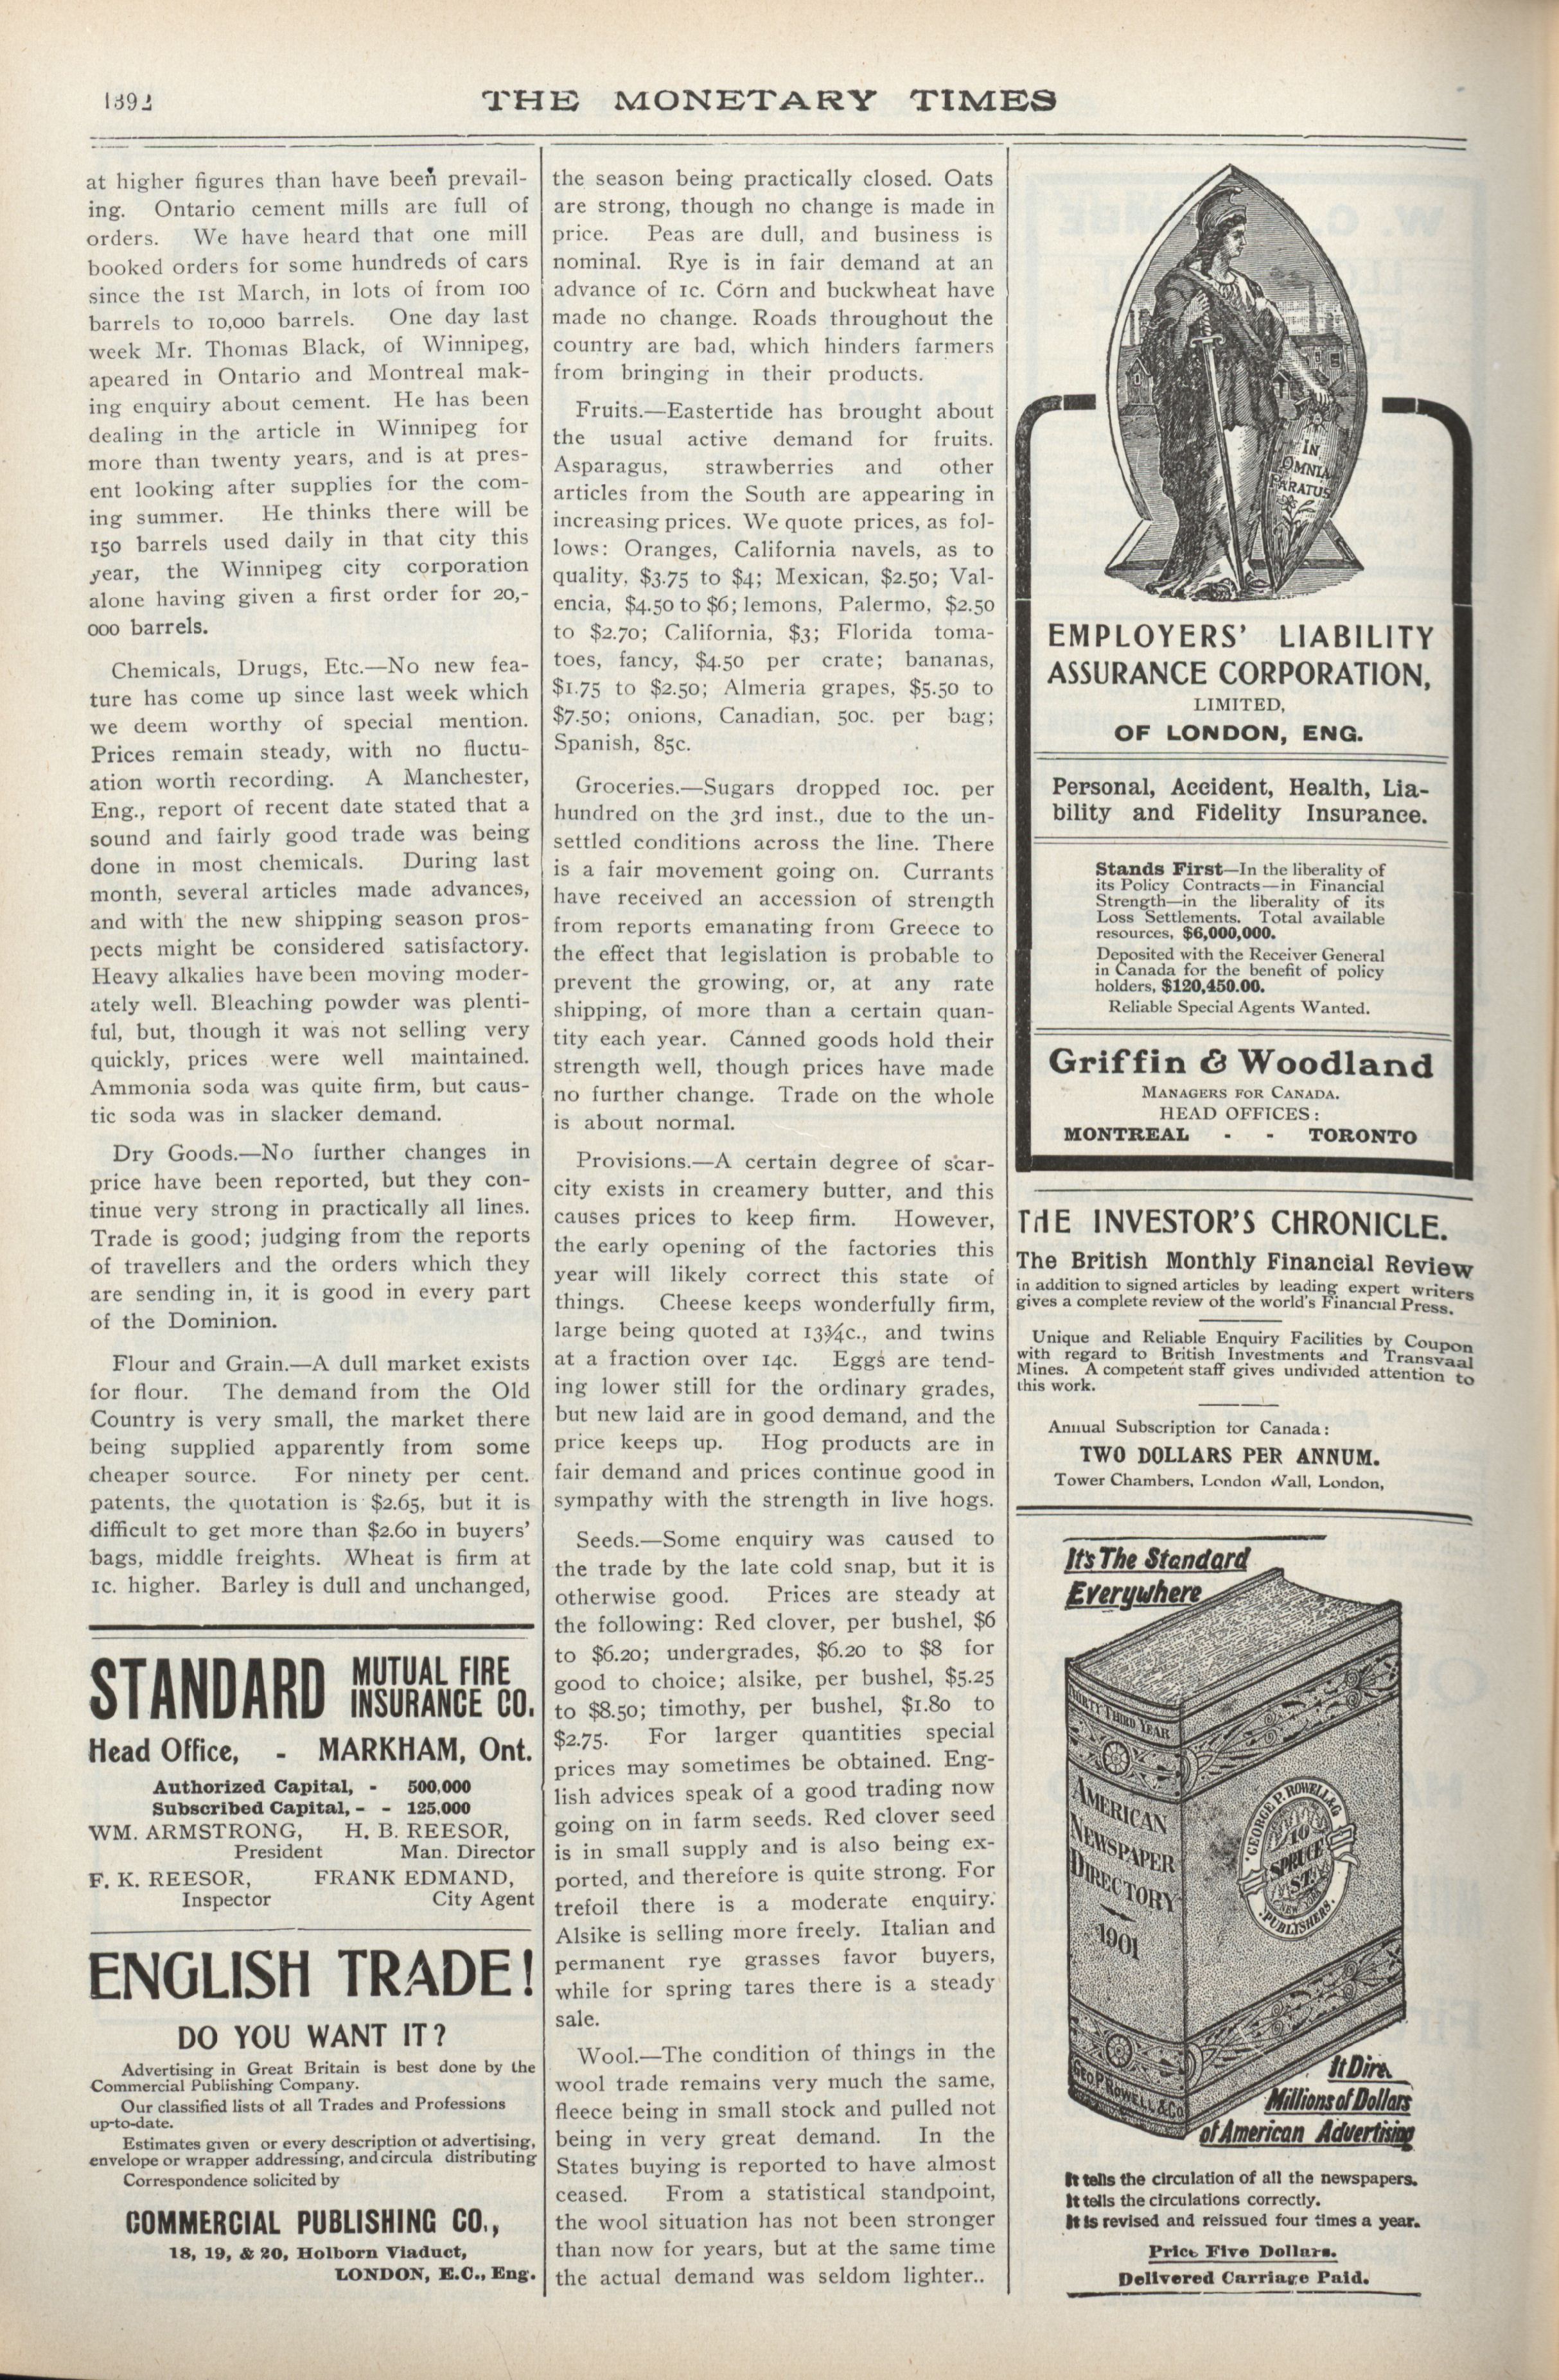 1392
THE MONETARY TIMES
at higher figures than have been prevail-
ing. Ontario cement mills are full of
orders. We have heard that one mill
booked orders for some hundreds of cars
since the 1st March, in lots of from 100
barrels to 10,000 barrels. One day last
week Mr. Thomas Black, of Winnipeg,
apeared in Ontario and Montreal mak-
ing enquiry about cement. He has been
dealing in the article in Winnipeg for
more than twenty years, and is at pres-
ent looking after supplies for the com-
ing summer. He thinks there will be
150 barrels used daily in that city this
year, the Winnipeg city corporation
alone having given a first order for 20,-
000 barrels.
Chemicals, Drugs, Etc.—No new fea-
ture has come up since last week which
we deem worthy of special mention.
Prices remain steady, with no fluctu-
ation worth recording. A Manchester,
Eng., report of recent date stated that a
sound and fairly good trade was being
done in most chemicals. During last
month, several articles made advances,
and with the new shipping season pros-
pects might be considered satisfactory.
Heavy alkalies have been moving moder-
ately well. Bleaching powder was plenti-
ful, but, though it was not selling very
quickly, prices were well maintained.
Ammonia soda was quite firm, but caus-
tic soda was in slacker demand.
Dry Goods.—No further changes in
price have been reported, but they con-
tinue very strong in practically all lines.
Trade is good; judging from the reports
of travellers and the orders which they
are sending in, it is good in every part
of the Dominion.
Flour and Grain.—A dull market exists
for flour. The demand from the Old
Country is very small, the market there
being supplied apparently from some
cheaper source. For ninety per cent.
patents, the quotation is $2.65, but it is
difficult to get more than $2.60 in buyers'
bags, middle freights. Wheat is firm at
1c. higher. Barley is dull and unchanged,
STANDARD MUTUAL FIRE
INSURANCE CO.
Head Office, - MARKHAM, Ont.
Authorized Capital, - 500,000
Subscribed Capital, - - 125,000
WM. ARMSTRONG, H. B. REESOR,
President Man. Director
F. K. REESOR, FRANK EDMAND,
Inspector City Agent
ENGLISH TRADE!
DO YOU WANT IT?
Advertising in Great Britain is best done by the
Commercial Publishing Company.
Our classified lists of all Trades and Professions
up-to-date.
Estimates given or every description of advertising,
envelope or wrapper addressing, and circula distributing
Correspondence solicited by
COMMERCIAL PUBLISHING CO.,
18, 19, & 20, Holborn Viaduct,
LONDON, E.C., Eng.
the season being practically closed. Oats
are strong, though no change is made in
price. Peas are dull, and business is
nominal. Rye is in fair demand at an
advance of 1c. Corn and buckwheat have
made no change. Roads throughout the
country are bad, which hinders farmers
from bringing in their products.
Fruits.—Eastertide has brought about
the usual active demand for fruits.
Asparagus, strawberries and other
articles from the South are appearing in
increasing prices. We quote prices, as fol-
lows: Oranges, California navels, as to
quality, $3.75 to $4; Mexican, $2.50; Val-
encia, $4.50 to $6; lemons, Palermo, $2.50
to $2.70; California, $3; Florida toma-
toes, fancy, $4.50 per crate; bananas,
$1.75 to $2.50; Almeria grapes, $5.50 to
$7.50; onions, Canadian, 50c. per bag;
Spanish, 85c.
Groceries.—Sugars dropped 10c. per
hundred on the 3rd inst., due to the un-
settled conditions across the line. There
is a fair movement going on. Currants
have received an accession of strength
from reports emanating from Greece to
the effect that legislation is probable to
prevent the growing, or, at any rate
shipping, of more than a certain quan-
tity each year. Canned goods hold their
strength well, though prices have made
no further change. Trade on the whole
is about normal.
Provisions.—A certain degree of scar-
city exists in creamery butter, and this
causes prices to keep firm. However,
the early opening of the factories this
year will likely correct this state of
things. Cheese keeps wonderfully firm,
large being quoted at 13¾c., and twins
at a fraction over 14c. Eggs are tend-
ing lower still for the ordinary grades,
but new laid are in good demand, and the
price keeps up. Hog products are in
fair demand and prices continue good in
sympathy with the strength in live hogs.
Seeds.—Some enquiry was caused to
the trade by the late cold snap, but it is
otherwise good. Prices are steady at
the following: Red clover, per bushel, $6
to $6.20; undergrades, $6.20 to $8 for
good to choice; alsike, per bushel, $5.25
to $8.50; timothy, per bushel, $1.80 to
$2.75. For larger quantities special
prices may sometimes be obtained. Eng-
lish advices speak of a good trading now
going on in farm seeds. Red clover seed
is in small supply and is also being ex-
ported, and therefore is quite strong. For
trefoil there is a moderate enquiry.
Alsike is selling more freely. Italian and
permanent rye grasses favor buyers,
while for spring tares there is a steady
sale.
Wool.—The condition of things in the
wool trade remains very much the same,
fleece being in small stock and pulled not
being in very great demand. In the
States buying is reported to have almost
ceased. From a statistical standpoint,
the wool situation has not been stronger
than now for years, but at the same time
the actual demand was seldom lighter..
IN
OMNIA
PARATUS
EMPLOYERS' LIABILITY
ASSURANCE CORPORATION,
LIMITED,
OF LONDON, ENG.
Personal, Accident, Health, Lia-
bility and Fidelity Insurance.
Stands First—In the liberality of
its Policy Contracts—in Financial
Strength—in the liberality of its
Loss Settlements. Total available
resources, $6,000,000.
Deposited with the Receiver General
in Canada for the benefit of policy
holders, $120,450.00.
Reliable Special Agents Wanted.
Griffin & Woodland
MANAGERS FOR CANADA.
HEAD OFFICES:
MONTREAL - - TORONTO
THE INVESTOR'S CHRONICLE.
The British Monthly Financial Review
in addition to signed articles by leading expert writers
gives a complete review of the world's Financial Press.
Unique and Reliable Enquiry Facilities by Coupon
with regard to British Investments and Transvaal
Mines. A competent staff gives undivided attention to
this work.
Annual Subscription for Canada:
TWO DOLLARS PER ANNUM.
Tower Chambers, London Wall, London,
It's The Standard
Everywhere
THIRTY THIRD YEAR
AMERICAN
NEWSPAPER
DIRECTORY
1901
GEO. P. ROWELL & CO
GEORGE P. ROWELL & CO
10
SPRUCE
ST.
NEW YORK
PUBLISHERS.
It Dire
Millions of Dollars
of American Advertising
It tells the circulation of all the newspapers.
It tells the circulations correctly.
It is revised and reissued four times a year.
Price Five Dollars.
Delivered Carriage Paid.